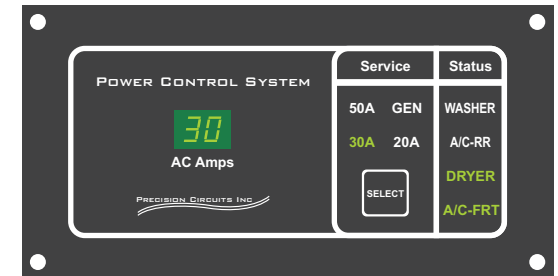 POWER CONTROL SYSTEM
30
AC Amps
PRECISION CIRCUITS INC
Service
50A GEN
30A 20A
SELECT
Status
WASHER
A/C-RR
DRYER
A/C-FRT